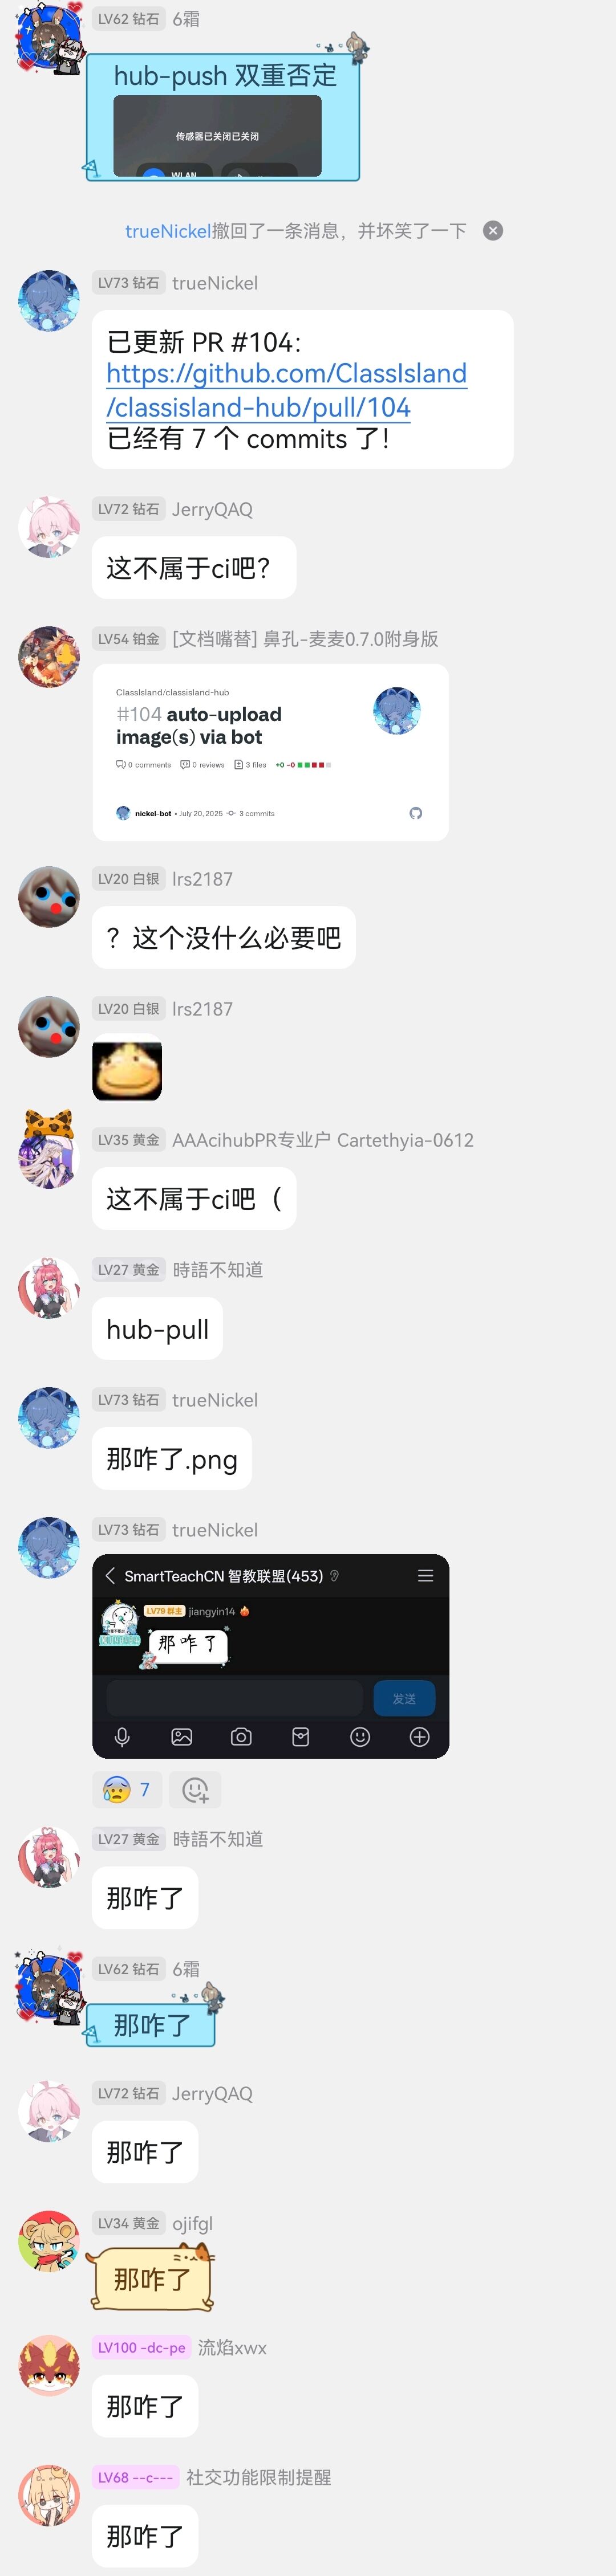 LV62 钻石 6霜
hub-push 双重否定
传感器已关闭已关闭
WLAN
trueNickel撤回了一条消息，并坏笑了一下
LV73 钻石 trueNickel
已更新 PR #104：
https://github.com/ClassIsland
/classisland-hub/pull/104
已经有 7 个 commits 了！
LV72 钻石 JerryQAQ
这不属于ci吧？
LV54 铂金 [文档嘴替] 鼻孔-麦麦0.7.0附身版
ClassIsland/classisland-hub
#104 auto-upload
image(s) via bot
0 comments 0 reviews 3 files +0 −0
nickel-bot • July 20, 2025 3 commits
LV20 白银 lrs2187
？这个没什么必要吧
LV20 白银 lrs2187
LV35 黄金 AAAcihubPR专业户 Cartethyia-0612
这不属于ci吧（
LV27 黄金 時語不知道
hub-pull
LV73 钻石 trueNickel
那咋了.png
LV73 钻石 trueNickel
SmartTeachCN 智教联盟(453)
LV79 群主 jiangyin14
那咋了
发送
7
LV27 黄金 時語不知道
那咋了
LV62 钻石 6霜
那咋了
LV72 钻石 JerryQAQ
那咋了
LV34 黄金 ojifgl
那咋了
LV100 -dc-pe 流焰xwx
那咋了
LV68 --c--- 社交功能限制提醒
那咋了